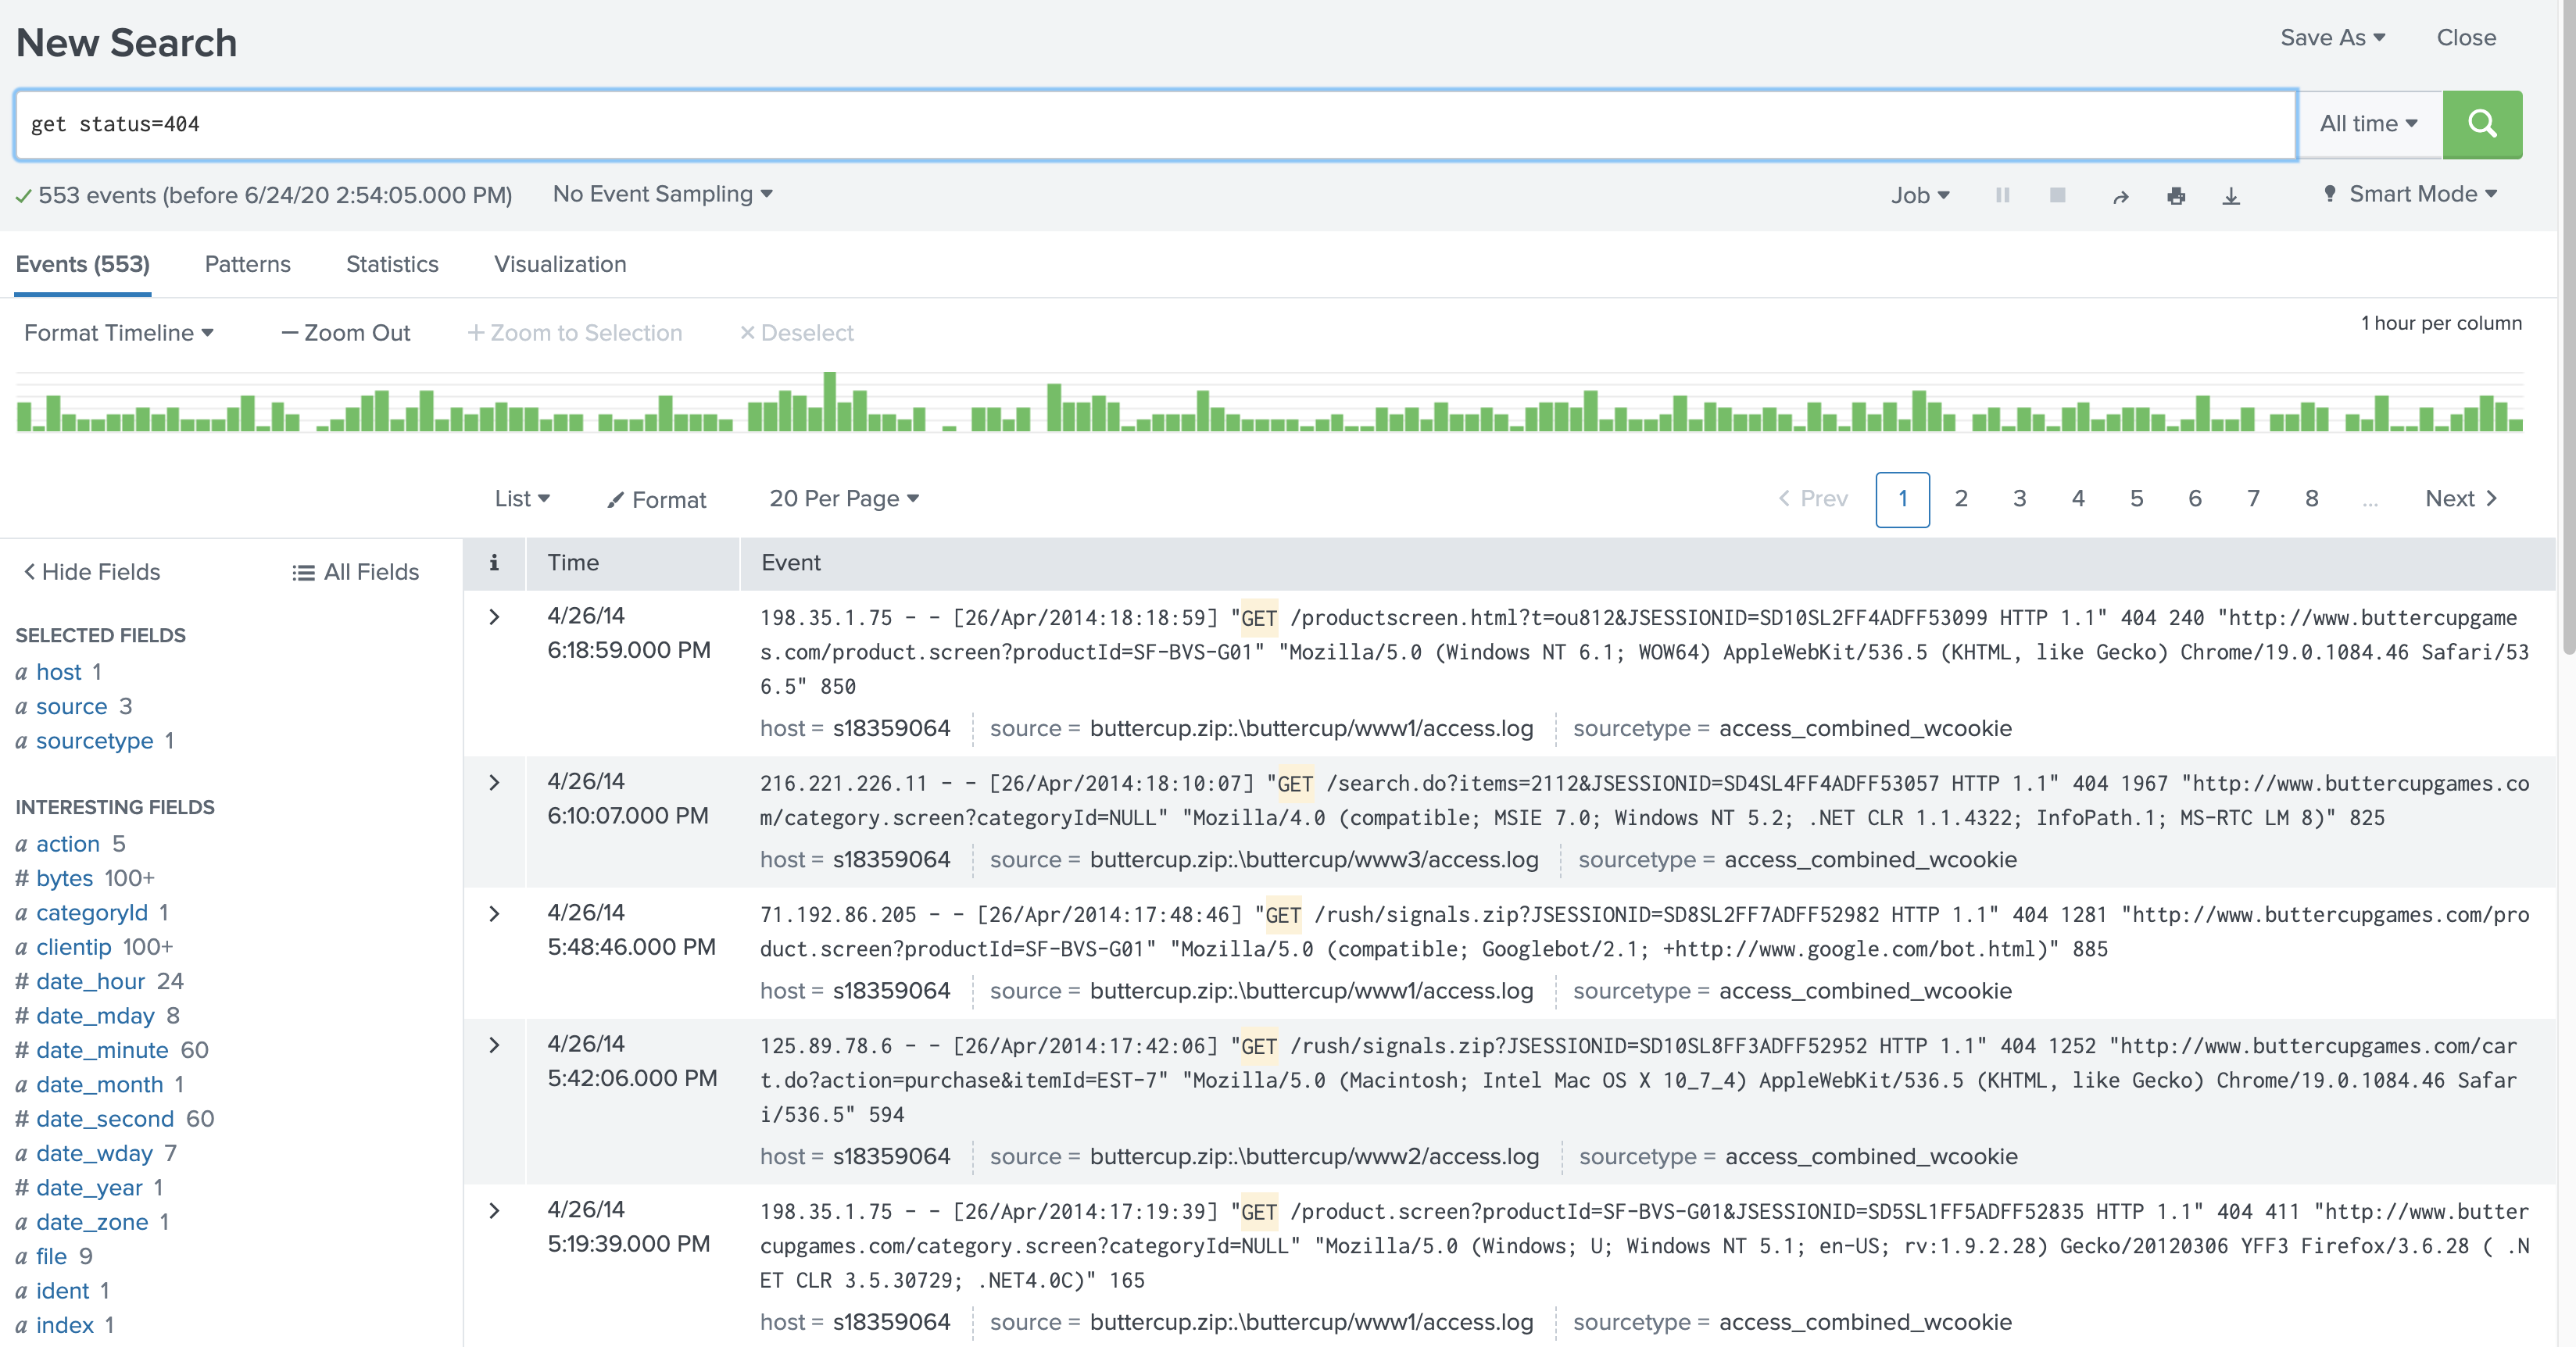 New Search
Save As
Close
get status=404
All time
553 events (before 6/24/20 2:54:05.000 PM)
No Event Sampling
Job
Smart Mode
Events (553)
Patterns
Statistics
Visualization
Format Timeline
— Zoom Out
+ Zoom to Selection
× Deselect
1 hour per column
List
Format
20 Per Page
< Prev
1
2
3
4
5
6
7
8
...
Next >
< Hide Fields
All Fields
SELECTED FIELDS
a host 1
a source 3
a sourcetype 1
INTERESTING FIELDS
a action 5
# bytes 100+
a categoryId 1
a clientip 100+
# date_hour 24
# date_mday 8
# date_minute 60
a date_month 1
# date_second 60
a date_wday 7
# date_year 1
a date_zone 1
a file 9
a ident 1
a index 1
i
Time
Event
> 4/26/14
6:18:59.000 PM
198.35.1.75 - - [26/Apr/2014:18:18:59] "GET /productscreen.html?t=ou812&JSESSIONID=SD10SL2FF4ADFF53099 HTTP 1.1" 404 240 "http://www.buttercupgame
s.com/product.screen?productId=SF-BVS-G01" "Mozilla/5.0 (Windows NT 6.1; WOW64) AppleWebKit/536.5 (KHTML, like Gecko) Chrome/19.0.1084.46 Safari/53
6.5" 850
host = s18359064 source = buttercup.zip:.\buttercup/www1/access.log sourcetype = access_combined_wcookie
> 4/26/14
6:10:07.000 PM
216.221.226.11 - - [26/Apr/2014:18:10:07] "GET /search.do?items=2112&JSESSIONID=SD4SL4FF4ADFF53057 HTTP 1.1" 404 1967 "http://www.buttercupgames.co
m/category.screen?categoryId=NULL" "Mozilla/4.0 (compatible; MSIE 7.0; Windows NT 5.2; .NET CLR 1.1.4322; InfoPath.1; MS-RTC LM 8)" 825
host = s18359064 source = buttercup.zip:.\buttercup/www3/access.log sourcetype = access_combined_wcookie
> 4/26/14
5:48:46.000 PM
71.192.86.205 - - [26/Apr/2014:17:48:46] "GET /rush/signals.zip?JSESSIONID=SD8SL2FF7ADFF52982 HTTP 1.1" 404 1281 "http://www.buttercupgames.com/pro
duct.screen?productId=SF-BVS-G01" "Mozilla/5.0 (compatible; Googlebot/2.1; +http://www.google.com/bot.html)" 885
host = s18359064 source = buttercup.zip:.\buttercup/www1/access.log sourcetype = access_combined_wcookie
> 4/26/14
5:42:06.000 PM
125.89.78.6 - - [26/Apr/2014:17:42:06] "GET /rush/signals.zip?JSESSIONID=SD10SL8FF3ADFF52952 HTTP 1.1" 404 1252 "http://www.buttercupgames.com/car
t.do?action=purchase&itemId=EST-7" "Mozilla/5.0 (Macintosh; Intel Mac OS X 10_7_4) AppleWebKit/536.5 (KHTML, like Gecko) Chrome/19.0.1084.46 Safar
i/536.5" 594
host = s18359064 source = buttercup.zip:.\buttercup/www2/access.log sourcetype = access_combined_wcookie
> 4/26/14
5:19:39.000 PM
198.35.1.75 - - [26/Apr/2014:17:19:39] "GET /product.screen?productId=SF-BVS-G01&JSESSIONID=SD5SL1FF5ADFF52835 HTTP 1.1" 404 411 "http://www.butter
cupgames.com/category.screen?categoryId=NULL" "Mozilla/5.0 (Windows; U; Windows NT 5.1; en-US; rv:1.9.2.28) Gecko/20120306 YFF3 Firefox/3.6.28 ( .N
ET CLR 3.5.30729; .NET4.0C)" 165
host = s18359064 source = buttercup.zip:.\buttercup/www1/access.log sourcetype = access_combined_wcookie